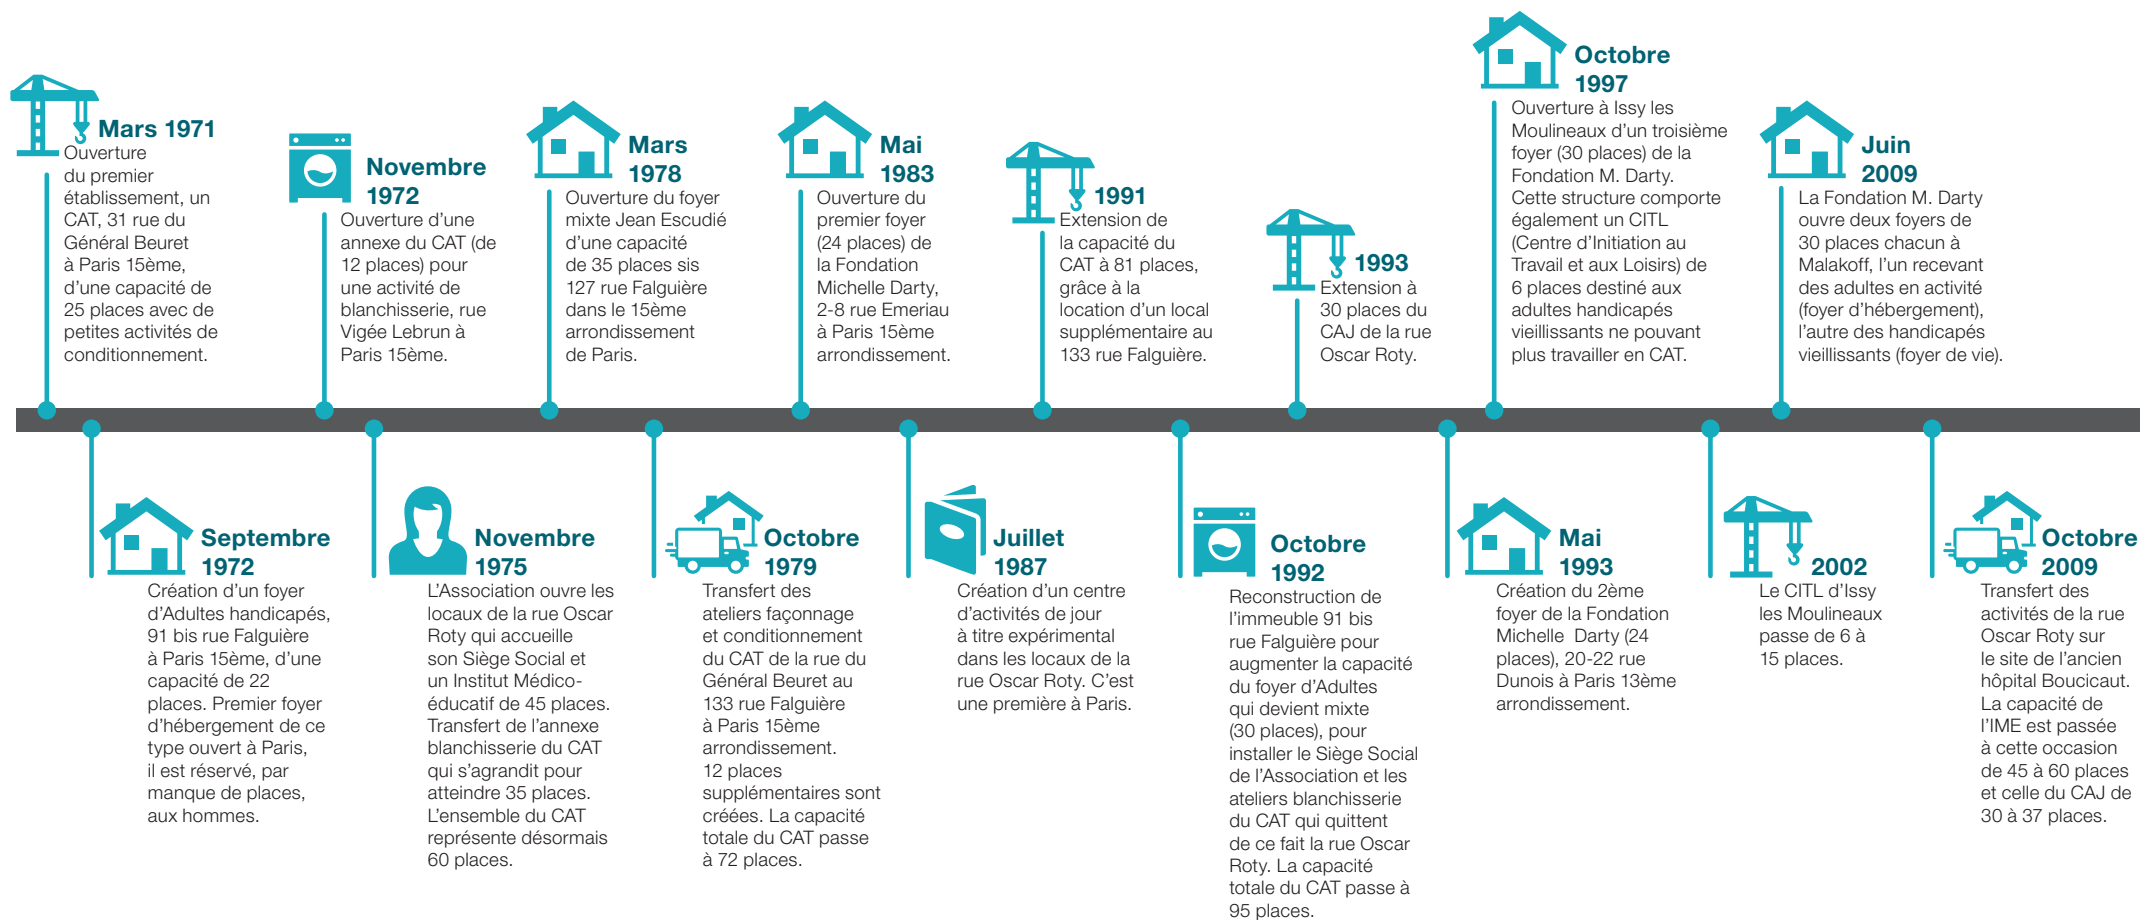 Mars 1971
Ouverture
du premier
établissement, un
CAT, 31 rue du
Général Beuret
à Paris 15ème,
d'une capacité de
25 places avec de
petites activités de
conditionnement.
Septembre
1972
Création d'un foyer
d'Adultes handicapés,
91 bis rue Falguière
à Paris 15ème, d'une
capacité de 22
places. Premier foyer
d'hébergement de ce
type ouvert à Paris,
il est réservé, par
manque de places,
aux hommes.
Novembre
1972
Ouverture d'une
annexe du CAT (de
12 places) pour
une activité de
blanchisserie, rue
Vigée Lebrun à
Paris 15ème.
Novembre
1975
L'Association ouvre les
locaux de la rue Oscar
Roty qui accueille
son Siège Social et
un Institut Médico-
éducatif de 45 places.
Transfert de l'annexe
blanchisserie du CAT
qui s'agrandit pour
atteindre 35 places.
L'ensemble du CAT
représente désormais
60 places.
Mars
1978
Ouverture du foyer
mixte Jean Escudié
d'une capacité
de 35 places sis
127 rue Falguière
dans le 15ème
arrondissement
de Paris.
Octobre
1979
Transfert des
ateliers façonnage
et conditionnement
du CAT de la rue du
Général Beuret au
133 rue Falguière
à Paris 15ème
arrondissement.
12 places
supplémentaires sont
créées. La capacité
totale du CAT passe
à 72 places.
Mai
1983
Ouverture du
premier foyer
(24 places) de
la Fondation
Michelle Darty,
2-8 rue Emeriau
à Paris 15ème
arrondissement.
Juillet
1987
Création d'un centre
d'activités de jour
à titre expérimental
dans les locaux de la
rue Oscar Roty. C'est
une première à Paris.
1991
Extension de
la capacité du
CAT à 81 places,
grâce à la
location d'un local
supplémentaire au
133 rue Falguière.
Octobre
1992
Reconstruction de
l'immeuble 91 bis
rue Falguière pour
augmenter la capacité
du foyer d'Adultes
qui devient mixte
(30 places), pour
installer le Siège Social
de l'Association et les
ateliers blanchisserie
du CAT qui quittent
de ce fait la rue Oscar
Roty. La capacité
totale du CAT passe à
95 places.
1993
Extension à
30 places du
CAJ de la rue
Oscar Roty.
Mai
1993
Création du 2ème
foyer de la Fondation
Michelle Darty (24
places), 20-22 rue
Dunois à Paris 13ème
arrondissement.
Octobre
1997
Ouverture à Issy les
Moulineaux d'un troisième
foyer (30 places) de la
Fondation M. Darty.
Cette structure comporte
également un CITL
(Centre d'Initiation au
Travail et aux Loisirs) de
6 places destiné aux
adultes handicapés
vieillissants ne pouvant
plus travailler en CAT.
2002
Le CITL d'Issy
les Moulineaux
passe de 6 à
15 places.
Juin
2009
La Fondation M. Darty
ouvre deux foyers de
30 places chacun à
Malakoff, l'un recevant
des adultes en activité
(foyer d'hébergement),
l'autre des handicapés
vieillissants (foyer de vie).
Octobre
2009
Transfert des
activités de la rue
Oscar Roty sur
le site de l'ancien
hôpital Boucicaut.
La capacité de
l'IME est passée
à cette occasion
de 45 à 60 places
et celle du CAJ de
30 à 37 places.